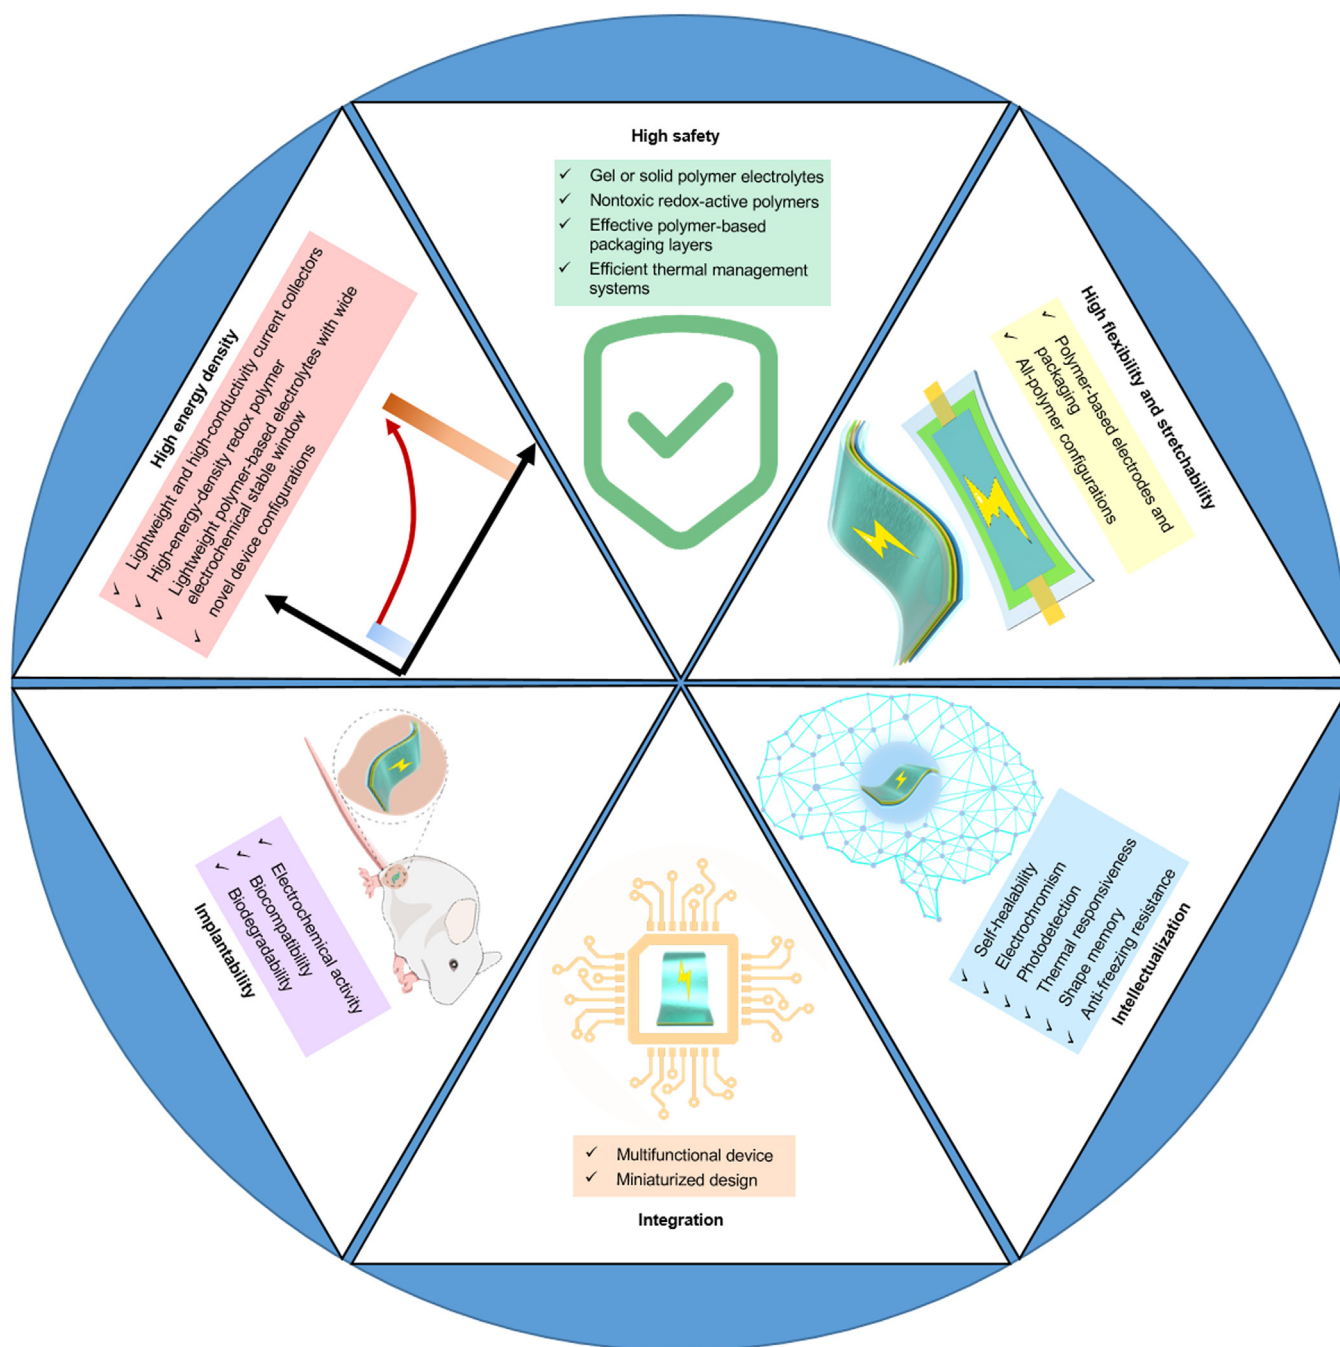 High safety
✓ Gel or solid polymer electrolytes
✓ Nontoxic redox-active polymers
✓ Effective polymer-based
packaging layers
✓ Efficient thermal management
systems
High flexibility and stretchability
✓ Polymer-based electrodes and
packaging
✓ All-polymer configurations
✓ Self-healability
✓ Electrochromism
✓ Photodetection
✓ Thermal responsiveness
✓ Shape memory
✓ Anti-freezing resistance
Intellectualization
✓ Multifunctional device
✓ Miniaturized design
Integration
✓ Electrochemical activity
✓ Biocompatibility
✓ Biodegradability
Implantability
High energy density
✓ Lightweight and high-conductivity current collectors
✓ High-energy-density redox polymer
✓ Lightweight polymer-based electrolytes with wide
electrochemical stable window
✓ novel device configurations